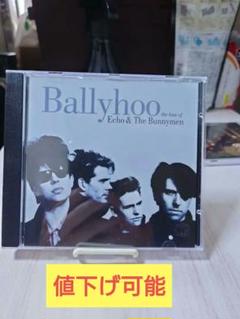 Ballyhoo
the best of
Echo & The Bunnymen
値下げ可能